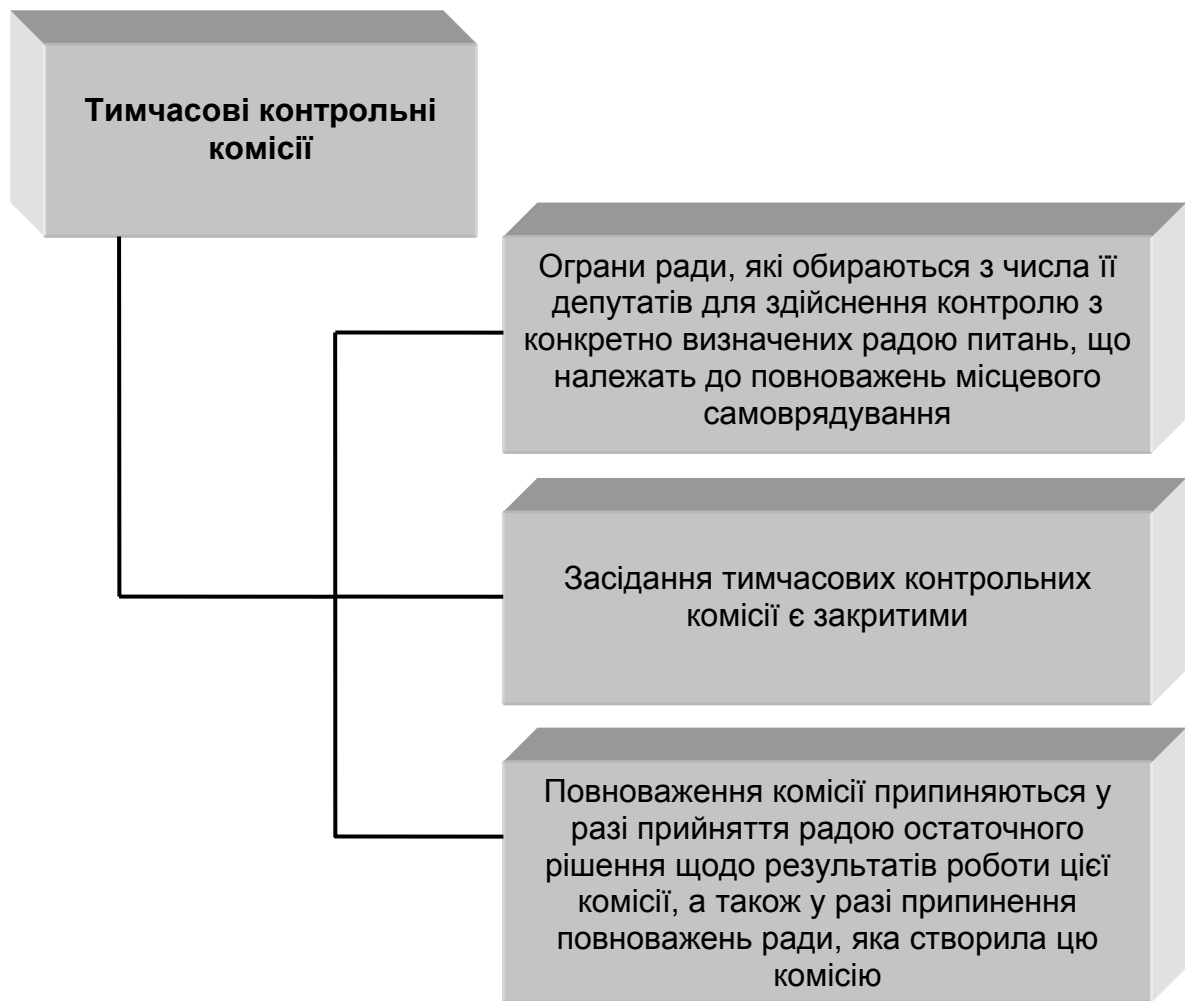 Тимчасові контрольні
комісії
Ограни ради, які обираються з числа її
депутатів для здійснення контролю з
конкретно визначених радою питань, що
належать до повноважень місцевого
самоврядування
Засідання тимчасових контрольних
комісії є закритими
Повноваження комісії припиняються у
разі прийняття радою остаточного
рішення щодо результатів роботи цієї
комісії, а також у разі припинення
повноважень ради, яка створила цю
комісію